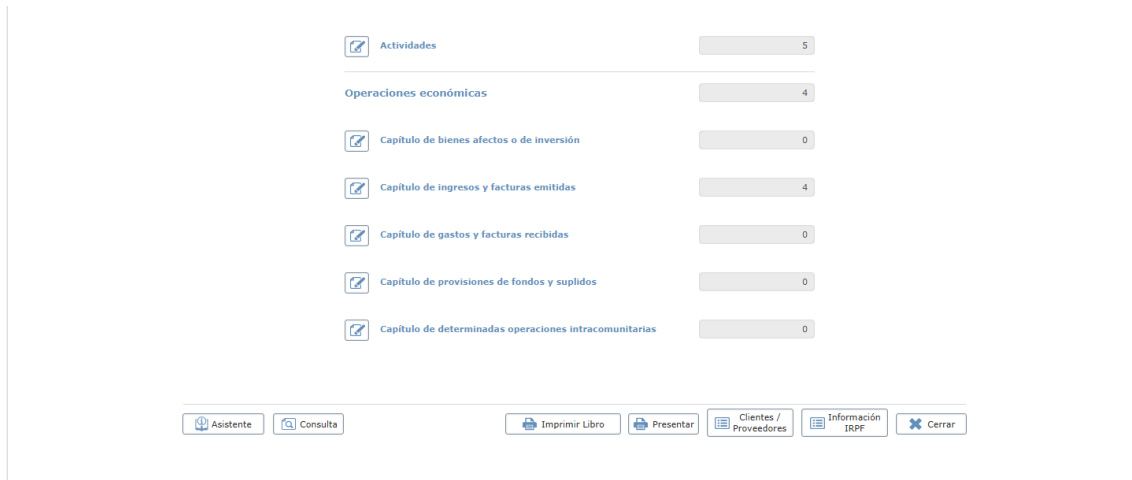 Actividades 5
Operaciones económicas 4
Capítulo de bienes afectos o de inversión 0
Capítulo de ingresos y facturas emitidas 4
Capítulo de gastos y facturas recibidas 0
Capítulo de provisiones de fondos y suplidos 0
Capítulo de determinadas operaciones intracomunitarias 0
Asistente Consulta Imprimir Libro Presentar Clientes / Proveedores Información IRPF Cerrar